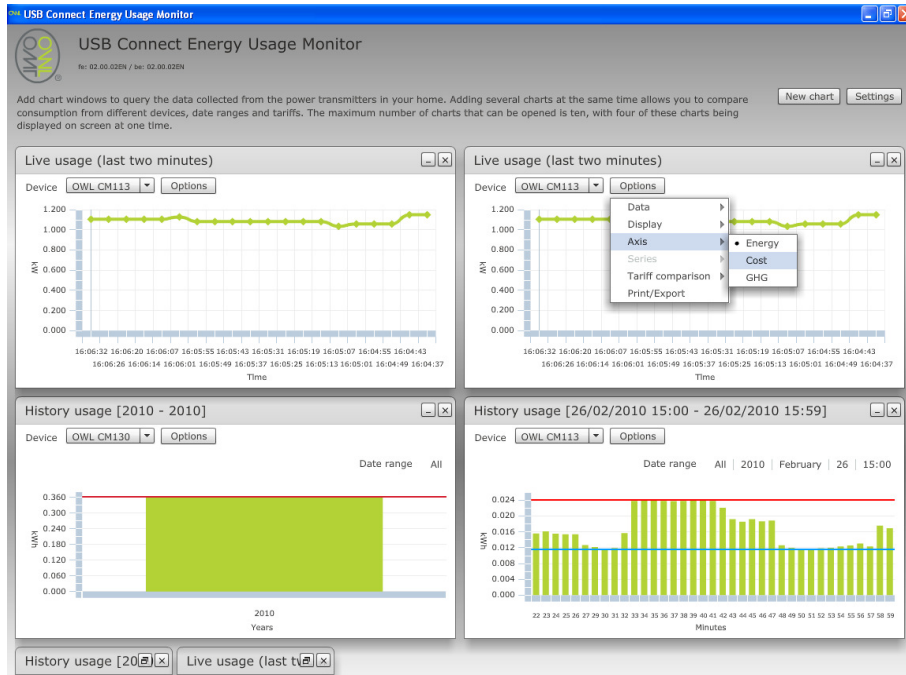 OWL USB Connect Energy Usage Monitor
USB Connect Energy Usage Monitor
fe: 02.00.02EN / be: 02.00.02EN
Add chart windows to query the data collected from the power transmitters in your home. Adding several charts at the same time allows you to compare
consumption from different devices, date ranges and tariffs. The maximum number of charts that can be opened is ten, with four of these charts being
displayed on screen at one time.
New chart Settings
Live usage (last two minutes)
Device OWL CM113 Options
1.200
1.000
0.800
0.600
0.400
0.200
0.000
kW
16:06:32 16:06:20 16:06:07 16:05:55 16:05:43 16:05:31 16:05:19 16:05:07 16:04:55 16:04:43
16:06:26 16:06:14 16:06:01 16:05:49 16:05:37 16:05:25 16:05:13 16:05:01 16:04:49 16:04:37
Time
Live usage (last two minutes)
Device OWL CM113 Options
Data
Display
Axis
Series
Tariff comparison
Print/Export
Energy
Cost
GHG
1.200
1.000
0.800
0.600
0.400
0.200
0.000
kW
16:06:32 16:06:20 16:06:07 16:05:55 16:05:43 16:05:31 16:05:19 16:05:07 16:04:55 16:04:43
16:06:26 16:06:14 16:06:01 16:05:49 16:05:37 16:05:25 16:05:13 16:05:01 16:04:49 16:04:37
Time
History usage [2010 - 2010]
Device OWL CM130 Options
Date range All
0.360
0.300
0.240
0.180
0.120
0.060
0.000
kWh
2010
Years
History usage [26/02/2010 15:00 - 26/02/2010 15:59]
Device OWL CM113 Options
Date range All 2010 February 26 15:00
0.024
0.020
0.016
0.012
0.008
0.004
0.000
kWh
22 23 24 25 26 27 29 30 31 32 33 34 35 36 37 38 39 40 41 42 43 44 45 46 47 48 49 50 51 52 53 54 55 56 57 58 59
Minutes
History usage [20
Live usage (last tw